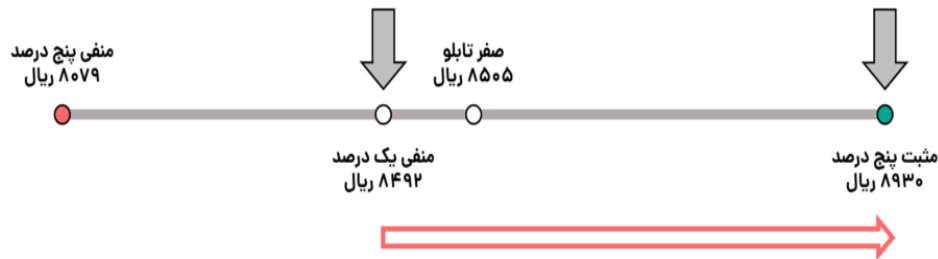 منفی پنج درصد
۸۰۷۹ ریال
صفر تابلو
۸۵۰۵ ریال
منفی یک درصد
۸۴۹۲ ریال
مثبت پنج درصد
۸۹۳۰ ریال